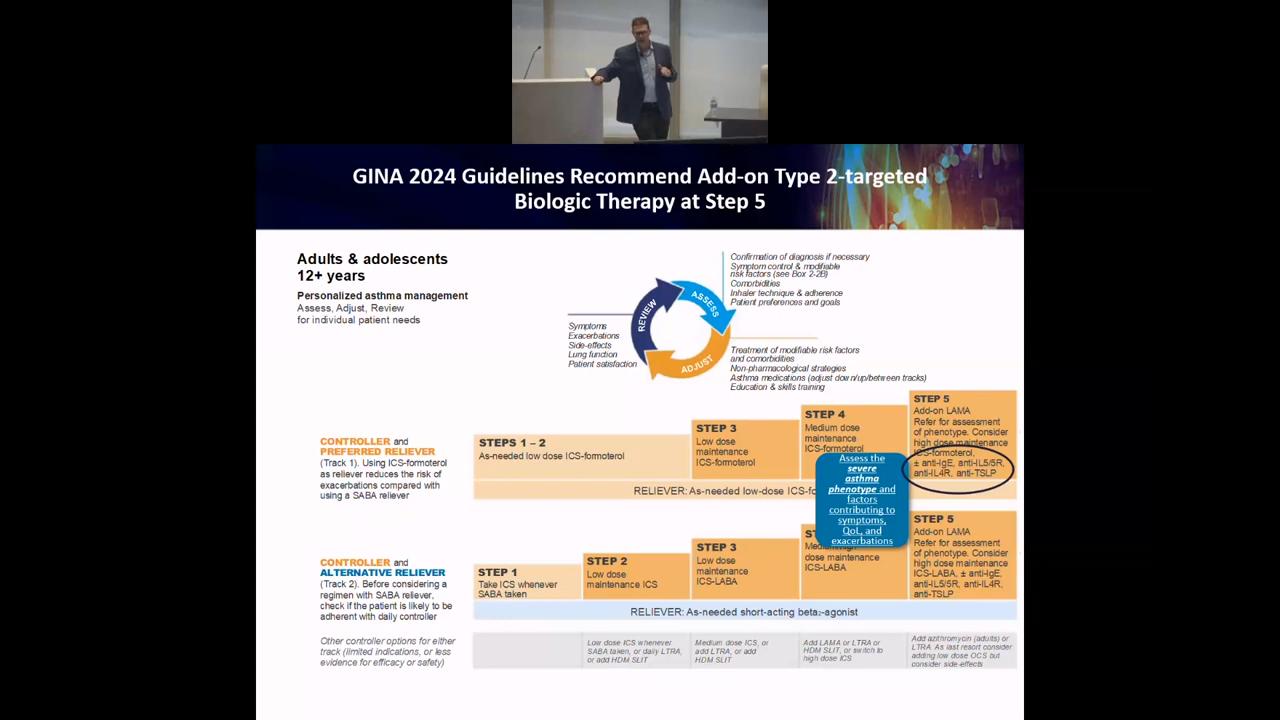 GINA 2024 Guidelines Recommend Add-on Type 2-targeted
Biologic Therapy at Step 5
Adults & adolescents
12+ years
Personalized asthma management
Assess, Adjust, Review
for individual patient needs
Confirmation of diagnosis if necessary
Symptom control & modifiable
risk factors (see Box 2-2B)
Comorbidities
Inhaler technique & adherence
Patient preferences and goals
REVIEW
ASSESS
ADJUST
Symptoms
Exacerbations
Side-effects
Lung function
Patient satisfaction
Treatment of modifiable risk factors
and comorbidities
Non-pharmacological strategies
Asthma medications (adjust down/up/between tracks)
Education & skills training
CONTROLLER and
PREFERRED RELIEVER
(Track 1). Using ICS-formoterol
as reliever reduces the risk of
exacerbations compared with
using a SABA reliever
STEPS 1 – 2
As-needed low dose ICS-formoterol
STEP 3
Low dose
maintenance
ICS-formoterol
STEP 4
Medium dose
maintenance
ICS-formoterol
STEP 5
Add-on LAMA
Refer for assessment
of phenotype. Consider
high dose maintenance
ICS-formoterol,
± anti-IgE, anti-IL5/5R,
anti-IL4R, anti-TSLP
RELIEVER: As-needed low-dose ICS-fo
Assess the
severe
asthma
phenotype and
factors
contributing to
symptoms,
QoL, and
exacerbations
CONTROLLER and
ALTERNATIVE RELIEVER
(Track 2). Before considering a
regimen with SABA reliever,
check if the patient is likely to be
adherent with daily controller
STEP 1
Take ICS whenever
SABA taken
STEP 2
Low dose
maintenance ICS
STEP 3
Low dose
maintenance
ICS-LABA
dose maintenance
ICS-LABA
STEP 5
Add-on LAMA
Refer for assessment
of phenotype. Consider
high dose maintenance
ICS-LABA, ± anti-IgE,
anti-IL5/5R, anti-IL4R,
anti-TSLP
RELIEVER: As-needed short-acting beta₂-agonist
Other controller options for either
track (limited indications, or less
evidence for efficacy or safety)
Low dose ICS whenever
SABA taken, or daily LTRA,
or add HDM SLIT
Medium dose ICS, or
add LTRA, or add
HDM SLIT
Add LAMA or LTRA or
HDM SLIT, or switch to
high dose ICS
Add azithromycin (adults) or
LTRA. As last resort consider
adding low dose OCS but
consider side-effects